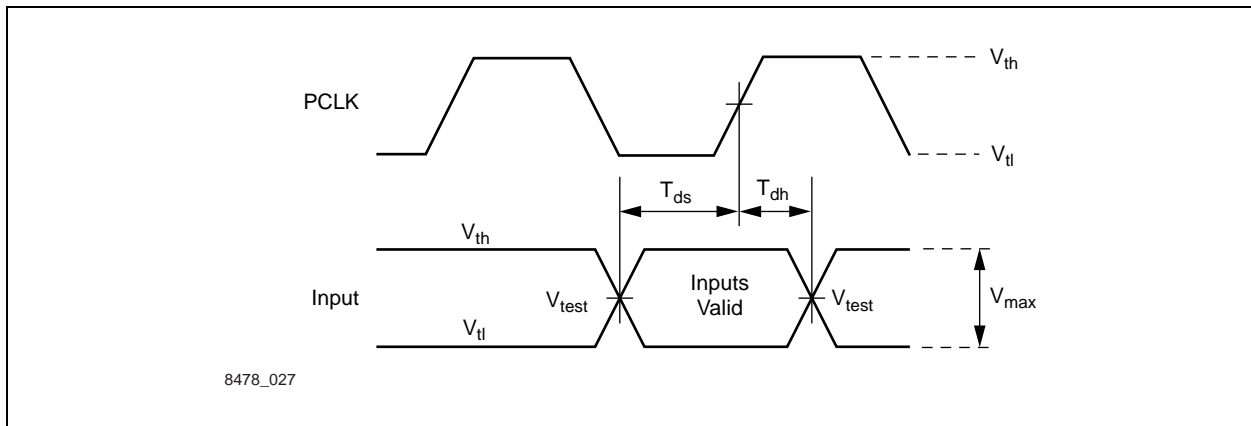 PCLK
V_th
V_tl
T_ds
T_dh
Input
V_th
V_tl
V_test
Inputs
Valid
V_test
V_max
8478_027